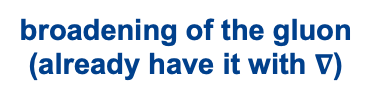 broadening of the gluon
(already have it with ∇)